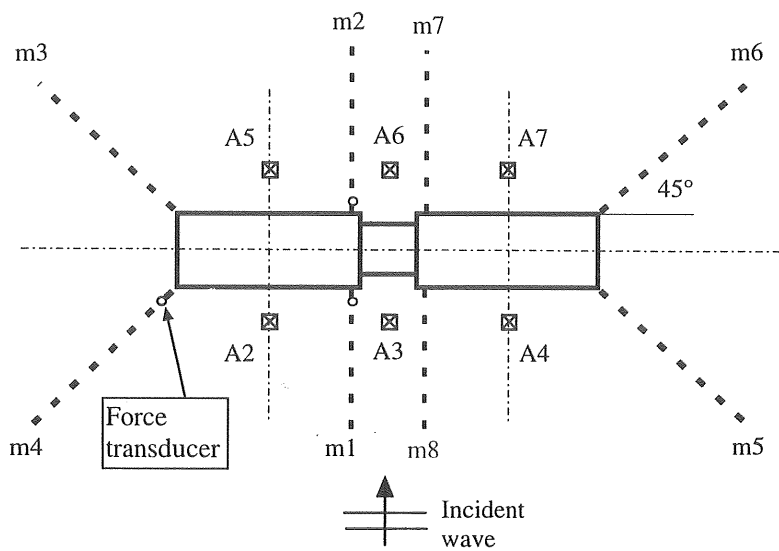 m2
m7
m3
m6
A5
A6
A7
45°
A2
A3
A4
Force
transducer
m4
m1
m8
m5
Incident
wave